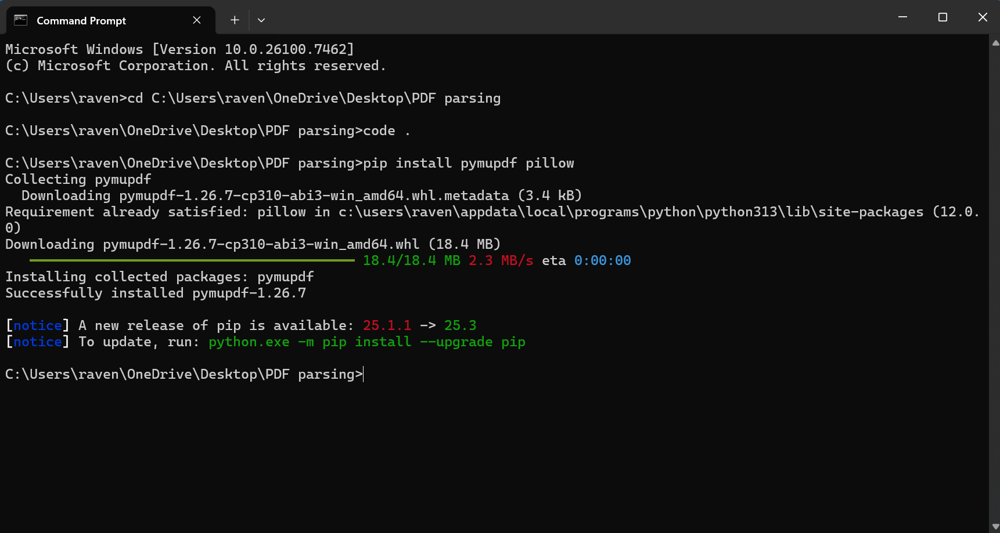 Command Prompt
Microsoft Windows [Version 10.0.26100.7462]
(c) Microsoft Corporation. All rights reserved.
C:\Users\raven>cd C:\Users\raven\OneDrive\Desktop\PDF parsing
C:\Users\raven\OneDrive\Desktop\PDF parsing>code .
C:\Users\raven\OneDrive\Desktop\PDF parsing>pip install pymupdf pillow
Collecting pymupdf
  Downloading pymupdf-1.26.7-cp310-abi3-win_amd64.whl.metadata (3.4 kB)
Requirement already satisfied: pillow in c:\users\raven\appdata\local\programs\python\python313\lib\site-packages (12.0.
0)
Downloading pymupdf-1.26.7-cp310-abi3-win_amd64.whl (18.4 MB)
18.4/18.4 MB 2.3 MB/s eta 0:00:00
Installing collected packages: pymupdf
Successfully installed pymupdf-1.26.7
[notice] A new release of pip is available: 25.1.1 -> 25.3
[notice] To update, run: python.exe -m pip install --upgrade pip
C:\Users\raven\OneDrive\Desktop\PDF parsing>